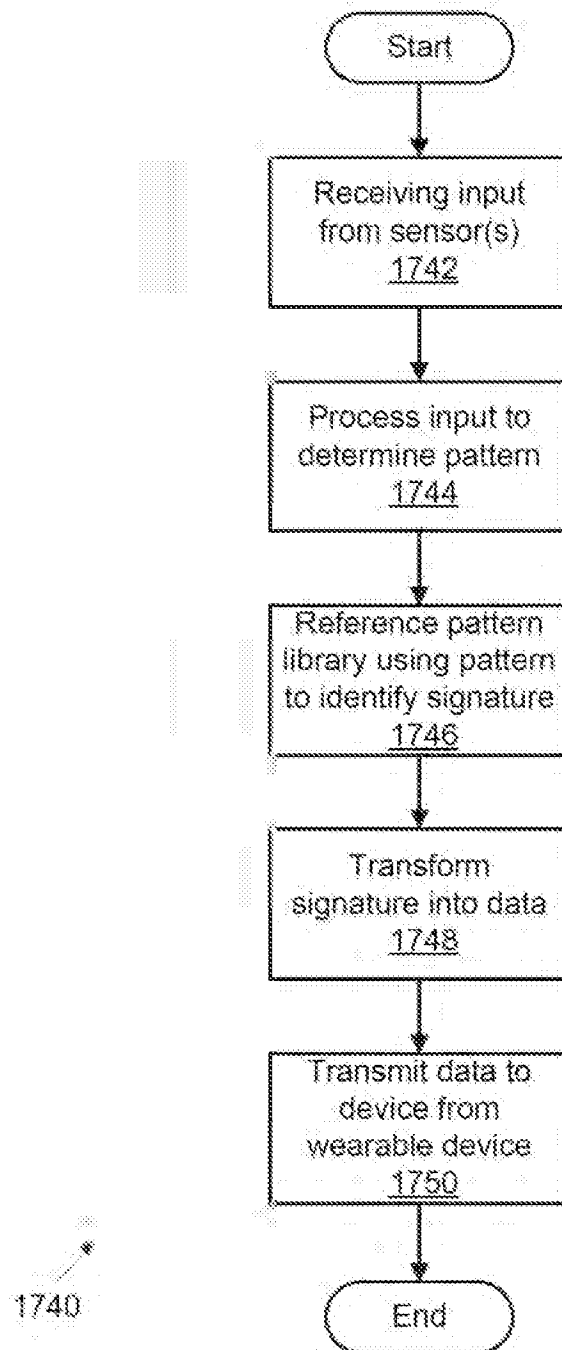 Start
Receiving input
from sensor(s)
1742
Process input to
determine pattern
1744
Reference pattern
library using pattern
to identify signature
1746
Transform
signature into data
1748
Transmit data to
device from
wearable device
1750
1740
End